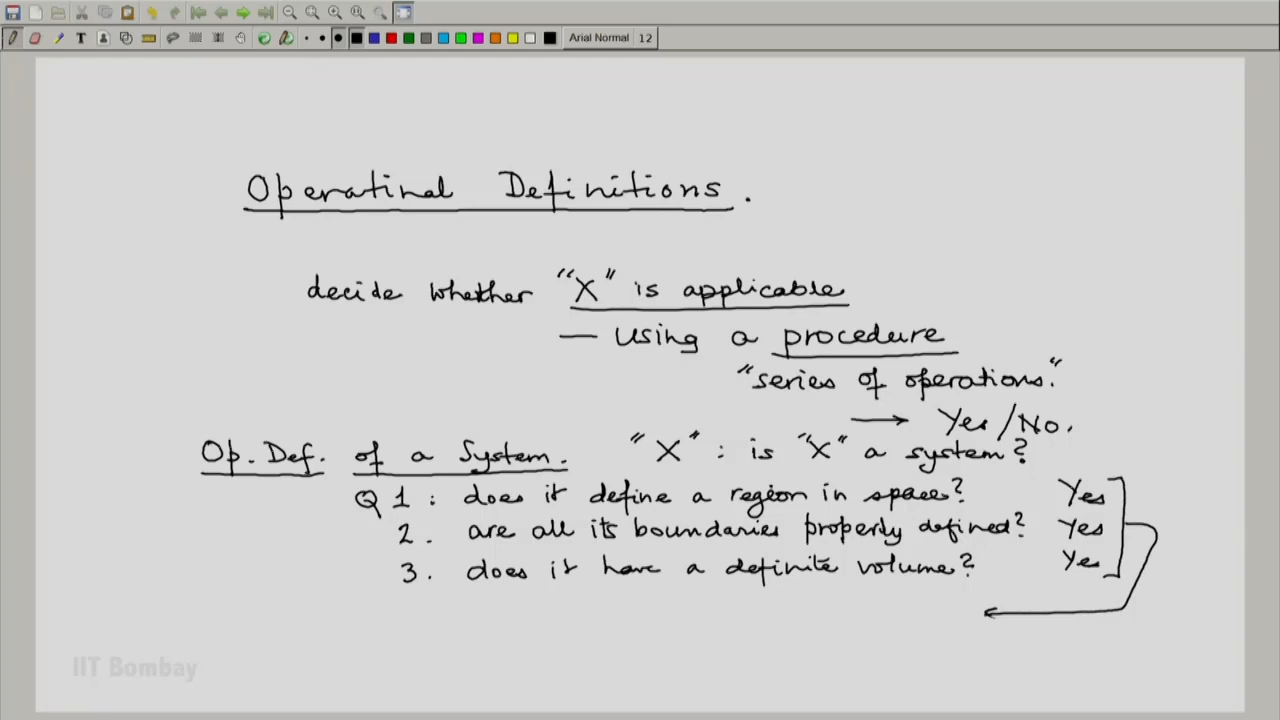 Arial Normal 12
Operatinal Definitions.
decide whether "X" is applicable
— using a procedure
"series of operations."
→ Yes/No.
Op. Def. of a System. "X" : is "X" a system?
Q 1 : does it define a region in space? Yes
2. are all its boundaries properly defined? Yes
3. does it have a definite volume? Yes
IIT Bombay